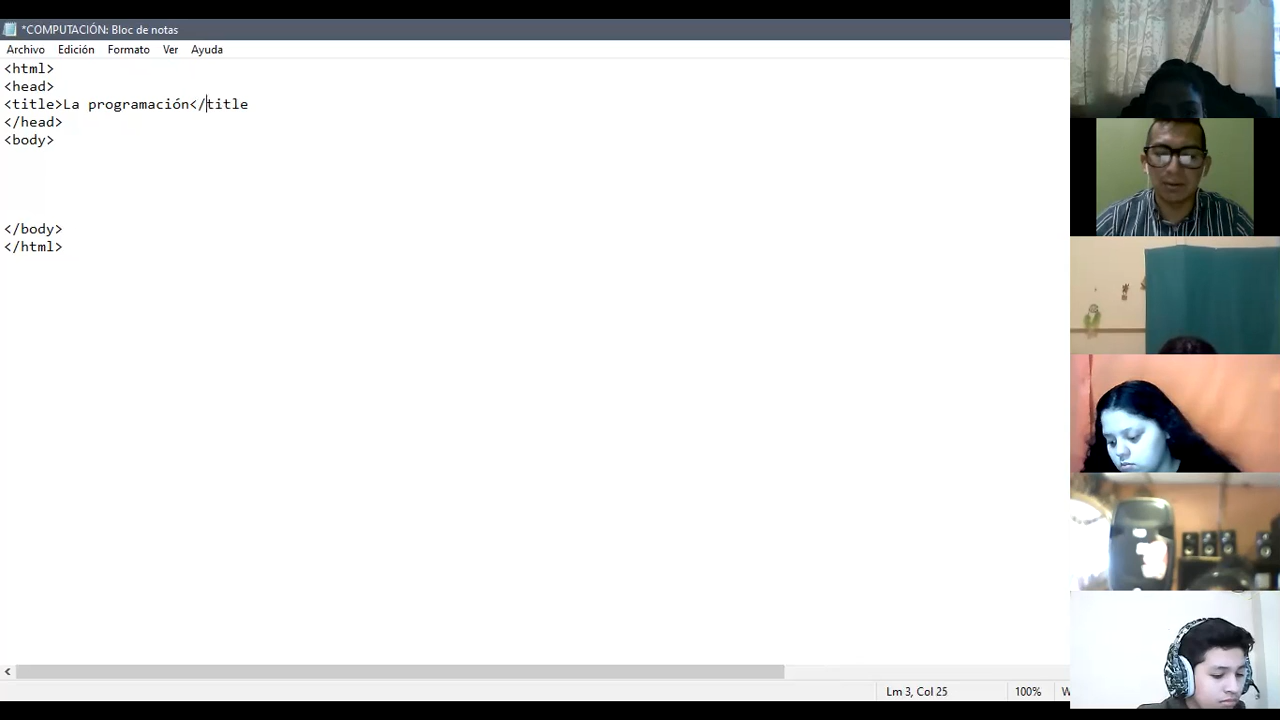 *COMPUTACIÓN: Bloc de notas
Archivo Edición Formato Ver Ayuda
<html>
<head>
<title>La programación</title
</head>
<body>
</body>
</html>
Lm 3, Col 25 100% W